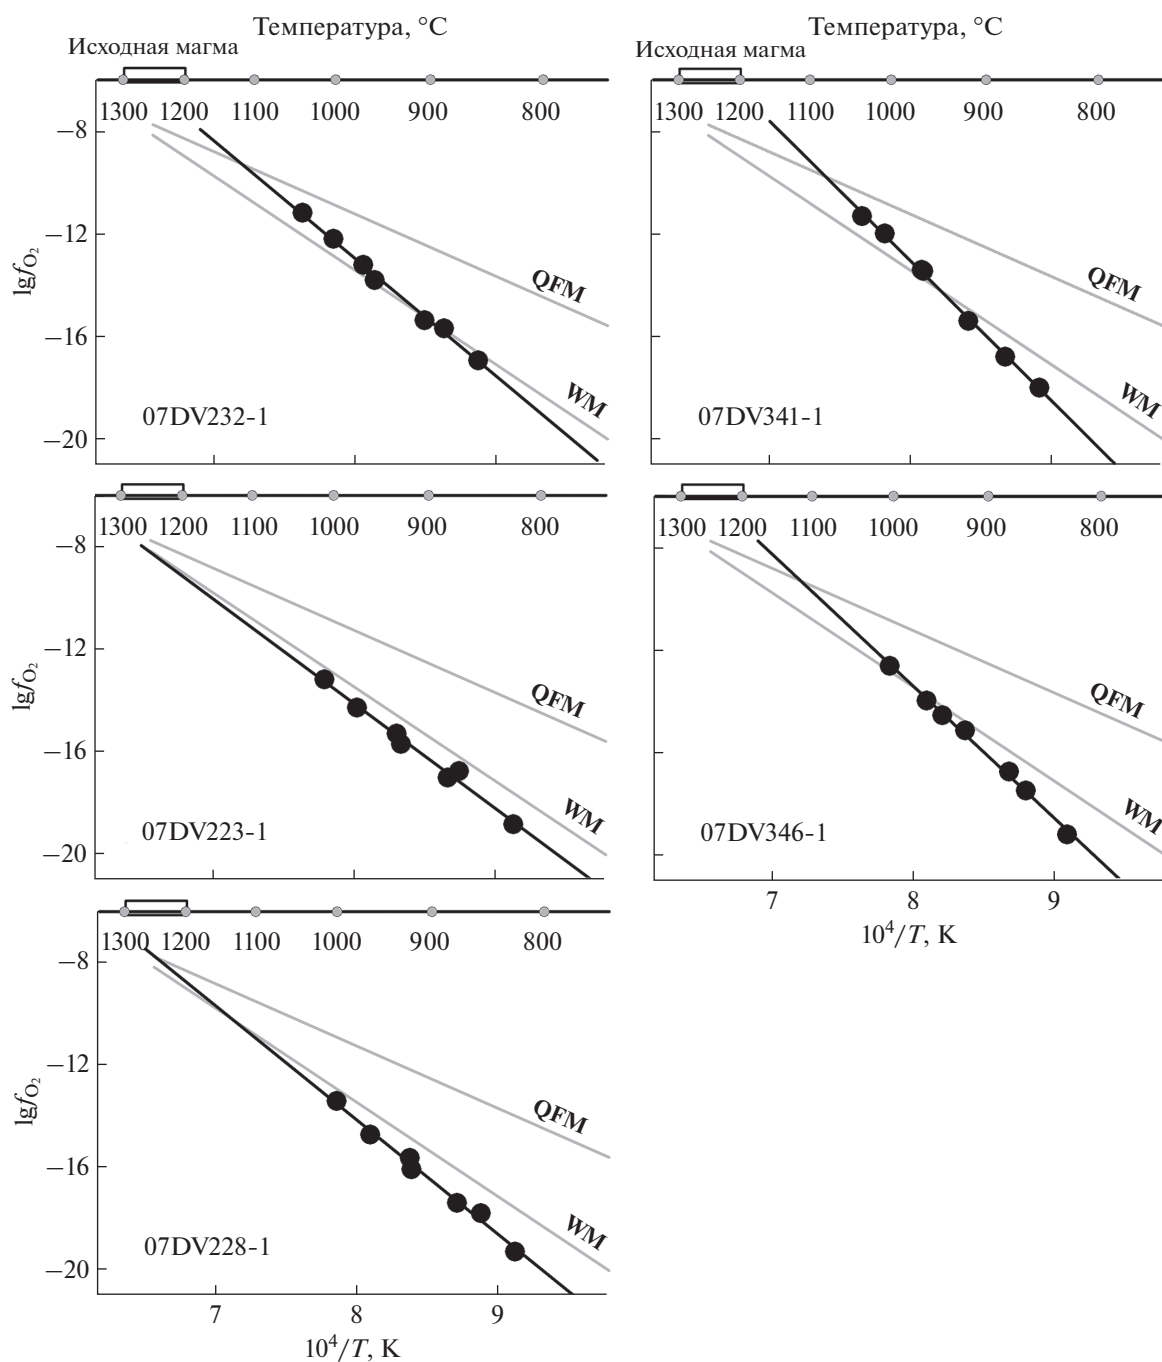 Температура, °C
Исходная магма
1300 1200 1100 1000 900 800
−8
−12
−16
−20
lgfO₂
QFM
WM
07DV232-1
Температура, °C
Исходная магма
1300 1200 1100 1000 900 800
QFM
WM
07DV341-1
1300 1200 1100 1000 900 800
−8
−12
−16
−20
lgfO₂
QFM
WM
07DV223-1
1300 1200 1100 1000 900 800
QFM
WM
07DV346-1
7 8 9
10⁴/T, K
1300 1200 1100 1000 900 800
−8
−12
−16
−20
lgfO₂
QFM
WM
07DV228-1
7 8 9
10⁴/T, K